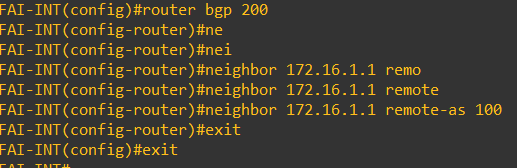 FAI-INT(config)#router bgp 200
FAI-INT(config-router)#ne
FAI-INT(config-router)#nei
FAI-INT(config-router)#neighbor 172.16.1.1 remo
FAI-INT(config-router)#neighbor 172.16.1.1 remote
FAI-INT(config-router)#neighbor 172.16.1.1 remote-as 100
FAI-INT(config-router)#exit
FAI-INT(config)#exit
FAI-INT#